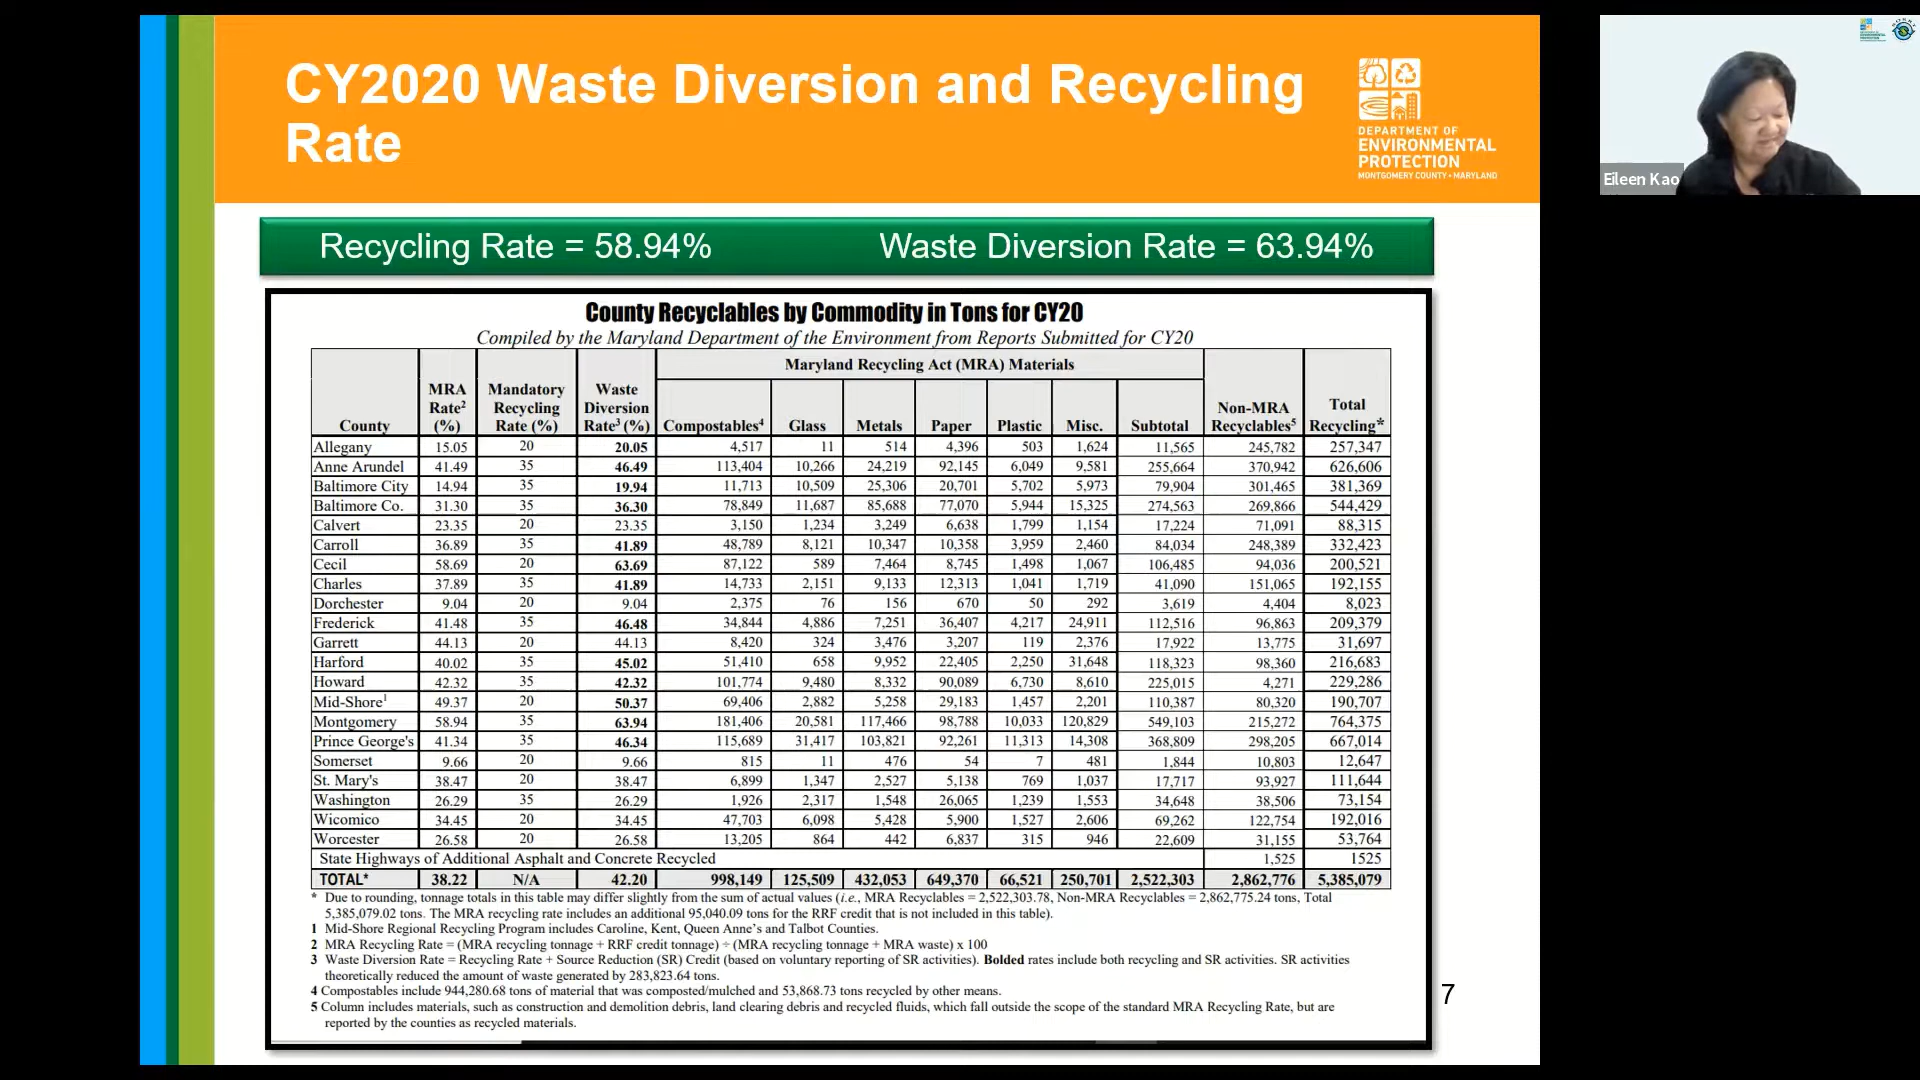 CY2020 Waste Diversion and Recycling
Rate
DEPARTMENT OF
ENVIRONMENTAL
PROTECTION
MONTGOMERY COUNTY • MARYLAND
Eileen Kao
Recycling Rate = 58.94% Waste Diversion Rate = 63.94%
County Recyclables by Commodity in Tons for CY20
Compiled by the Maryland Department of the Environment from Reports Submitted for CY20
Maryland Recycling Act (MRA) Materials
County MRA Rate² (%) Mandatory Recycling Rate (%) Waste Diversion Rate³ (%) Compostables⁴ Glass Metals Paper Plastic Misc. Subtotal Non-MRA Recyclables⁵ Total Recycling*
Allegany 15.05 20 20.05 4,517 11 514 4,396 503 1,624 11,565 245,782 257,347
Anne Arundel 41.49 35 46.49 113,404 10,266 24,219 92,145 6,049 9,581 255,664 370,942 626,606
Baltimore City 14.94 35 19.94 11,713 10,509 25,306 20,701 5,702 5,973 79,904 301,465 381,369
Baltimore Co. 31.30 35 36.30 78,849 11,687 85,688 77,070 5,944 15,325 274,563 269,866 544,429
Calvert 23.35 20 23.35 3,150 1,234 3,249 6,638 1,799 1,154 17,224 71,091 88,315
Carroll 36.89 35 41.89 48,789 8,121 10,347 10,358 3,959 2,460 84,034 248,389 332,423
Cecil 58.69 20 63.69 87,122 589 7,464 8,745 1,498 1,067 106,485 94,036 200,521
Charles 37.89 35 41.89 14,733 2,151 9,133 12,313 1,041 1,719 41,090 151,065 192,155
Dorchester 9.04 20 9.04 2,375 76 156 670 50 292 3,619 4,404 8,023
Frederick 41.48 35 46.48 34,844 4,886 7,251 36,407 4,217 24,911 112,516 96,863 209,379
Garrett 44.13 20 44.13 8,420 324 3,476 3,207 119 2,376 17,922 13,775 31,697
Harford 40.02 35 45.02 51,410 658 9,952 22,405 2,250 31,648 118,323 98,360 216,683
Howard 42.32 35 42.32 101,774 9,480 8,332 90,089 6,730 8,610 225,015 4,271 229,286
Mid-Shore¹ 49.37 20 50.37 69,406 2,882 5,258 29,183 1,457 2,201 110,387 80,320 190,707
Montgomery 58.94 35 63.94 181,406 20,581 117,466 98,788 10,033 120,829 549,103 215,272 764,375
Prince George's 41.34 35 46.34 115,689 31,417 103,821 92,261 11,313 14,308 368,809 298,205 667,014
Somerset 9.66 20 9.66 815 11 476 54 7 481 1,844 10,803 12,647
St. Mary's 38.47 20 38.47 6,899 1,347 2,527 5,138 769 1,037 17,717 93,927 111,644
Washington 26.29 35 26.29 1,926 2,317 1,548 26,065 1,239 1,553 34,648 38,506 73,154
Wicomico 34.45 20 34.45 47,703 6,098 5,428 5,900 1,527 2,606 69,262 122,754 192,016
Worcester 26.58 20 26.58 13,205 864 442 6,837 315 946 22,609 31,155 53,764
State Highways of Additional Asphalt and Concrete Recycled 1,525 1525
TOTAL* 38.22 N/A 42.20 998,149 125,509 432,053 649,370 66,521 250,701 2,522,303 2,862,776 5,385,079
* Due to rounding, tonnage totals in this table may differ slightly from the sum of actual values (i.e., MRA Recyclables = 2,522,303.78, Non-MRA Recyclables = 2,862,775.24 tons, Total
5,385,079.02 tons. The MRA recycling rate includes an additional 95,040.09 tons for the RRF credit that is not included in this table).
1 Mid-Shore Regional Recycling Program includes Caroline, Kent, Queen Anne's and Talbot Counties.
2 MRA Recycling Rate = (MRA recycling tonnage + RRF credit tonnage) ÷ (MRA recycling tonnage + MRA waste) x 100
3 Waste Diversion Rate = Recycling Rate + Source Reduction (SR) Credit (based on voluntary reporting of SR activities). Bolded rates include both recycling and SR activities. SR activities
theoretically reduced the amount of waste generated by 283,823.64 tons.
4 Compostables include 944,280.68 tons of material that was composted/mulched and 53,868.73 tons recycled by other means.
5 Column includes materials, such as construction and demolition debris, land clearing debris and recycled fluids, which fall outside the scope of the standard MRA Recycling Rate, but are
reported by the counties as recycled materials.
7